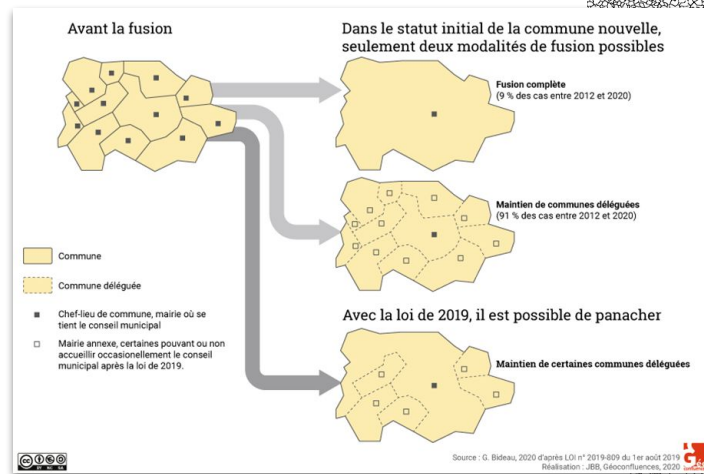 Avant la fusion
Dans le statut initial de la commune nouvelle,
seulement deux modalités de fusion possibles
Fusion complète
(9 % des cas entre 2012 et 2020)
Maintien de communes déléguées
(91 % des cas entre 2012 et 2020)
Commune
Commune déléguée
Chef-lieu de commune, mairie où se
tient le conseil municipal
Mairie annexe, certaines pouvant ou non
accueillir occasionellement le conseil
municipal après la loi de 2019.
Avec la loi de 2019, il est possible de panacher
Maintien de certaines communes déléguées
Source : G. Bideau, 2020 d'après LOI n° 2019-809 du 1er août 2019
Réalisation : JBB, Géoconfluences, 2020